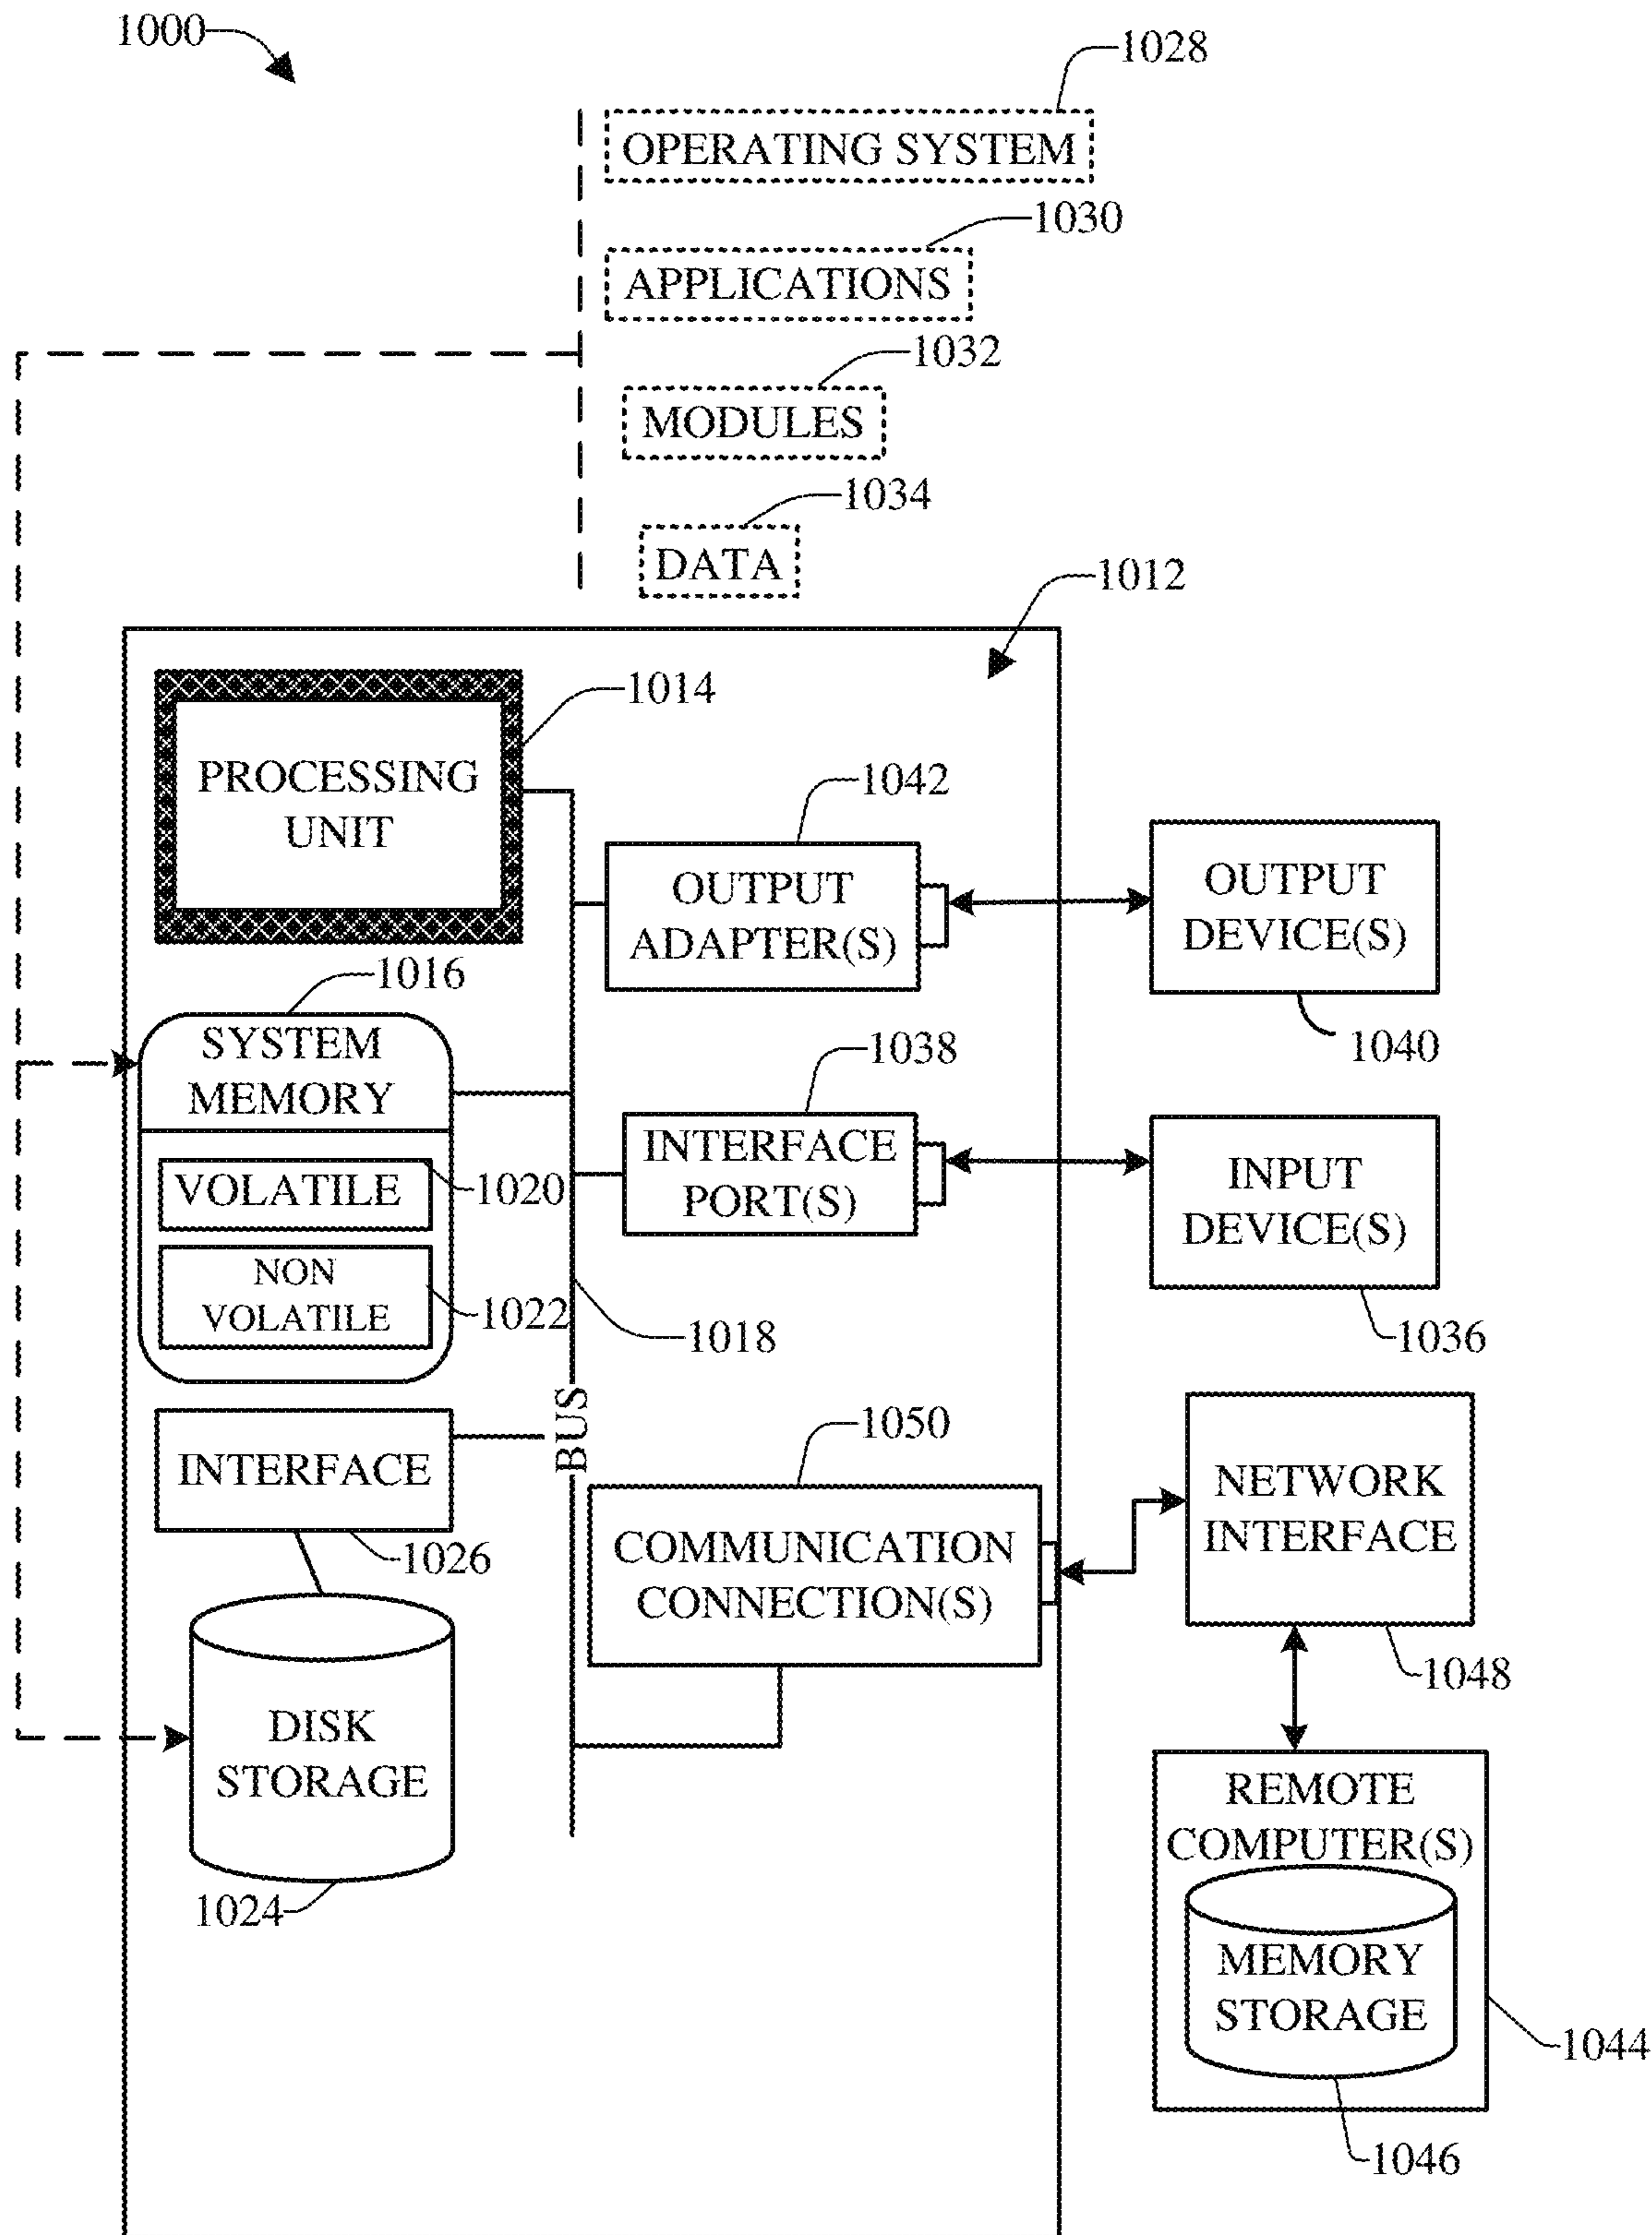 1000
1028
OPERATING SYSTEM
1030
APPLICATIONS
1032
MODULES
1034
DATA
1012
1014
PROCESSING
UNIT
1042
OUTPUT
ADAPTER(S)
OUTPUT
DEVICE(S)
1040
1016
SYSTEM
MEMORY
VOLATILE
1020
NON
VOLATILE
1022
1038
INTERFACE
PORT(S)
INPUT
DEVICE(S)
1036
1018
BUS
INTERFACE
1026
1050
COMMUNICATION
CONNECTION(S)
NETWORK
INTERFACE
1048
DISK
STORAGE
1024
REMOTE
COMPUTER(S)
MEMORY
STORAGE
1044
1046